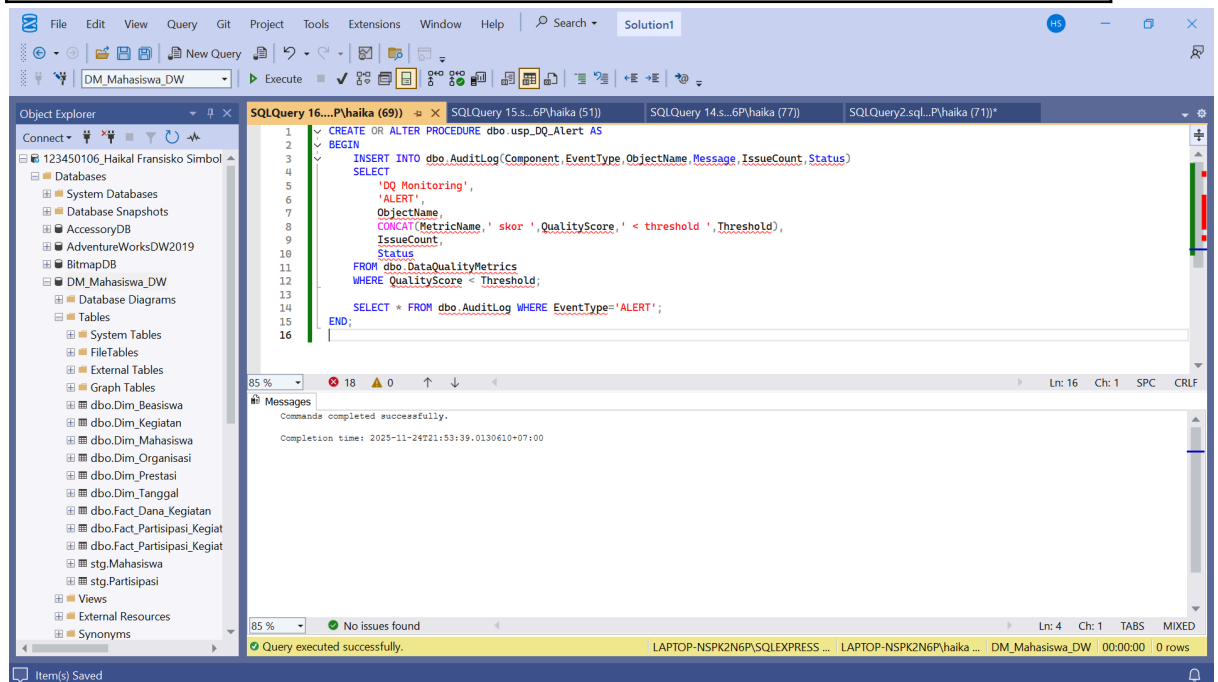 File Edit View Query Git Project Tools Extensions Window Help Search Solution1 HS
New Query
DM_Mahasiswa_DW Execute
Object Explorer
Connect
123450106_Haikal Fransisko Simbol
Databases
System Databases
Database Snapshots
AccessoryDB
AdventureWorksDW2019
BitmapDB
DM_Mahasiswa_DW
Database Diagrams
Tables
System Tables
FileTables
External Tables
Graph Tables
dbo.Dim_Beasiswa
dbo.Dim_Kegiatan
dbo.Dim_Mahasiswa
dbo.Dim_Organisasi
dbo.Dim_Prestasi
dbo.Dim_Tanggal
dbo.Fact_Dana_Kegiatan
dbo.Fact_Partisipasi_Kegiat
dbo.Fact_Partisipasi_Kegiat
stg.Mahasiswa
stg.Partisipasi
Views
External Resources
Synonyms
SQLQuery 16....P\haika (69)) SQLQuery 15.s...6P\haika (51)) SQLQuery 14.s...6P\haika (77)) SQLQuery2.sql...P\haika (71))*
1 CREATE OR ALTER PROCEDURE dbo.usp_DQ_Alert AS
2 BEGIN
3 INSERT INTO dbo.AuditLog(Component,EventType,ObjectName,Message,IssueCount,Status)
4 SELECT
5 'DQ Monitoring',
6 'ALERT',
7 ObjectName,
8 CONCAT(MetricName,' skor ',QualityScore,' < threshold ',Threshold),
9 IssueCount,
10 Status
11 FROM dbo.DataQualityMetrics
12 WHERE QualityScore < Threshold;
13
14 SELECT * FROM dbo.AuditLog WHERE EventType='ALERT';
15 END;
16
85 % 18 0 Ln: 16 Ch: 1 SPC CRLF
Messages
Commands completed successfully.
Completion time: 2025-11-24T21:53:39.0130610+07:00
85 % No issues found Ln: 4 Ch: 1 TABS MIXED
Query executed successfully. LAPTOP-NSPK2N6P\SQLEXPRESS ... LAPTOP-NSPK2N6P\haika ... DM_Mahasiswa_DW 00:00:00 0 rows
Item(s) Saved